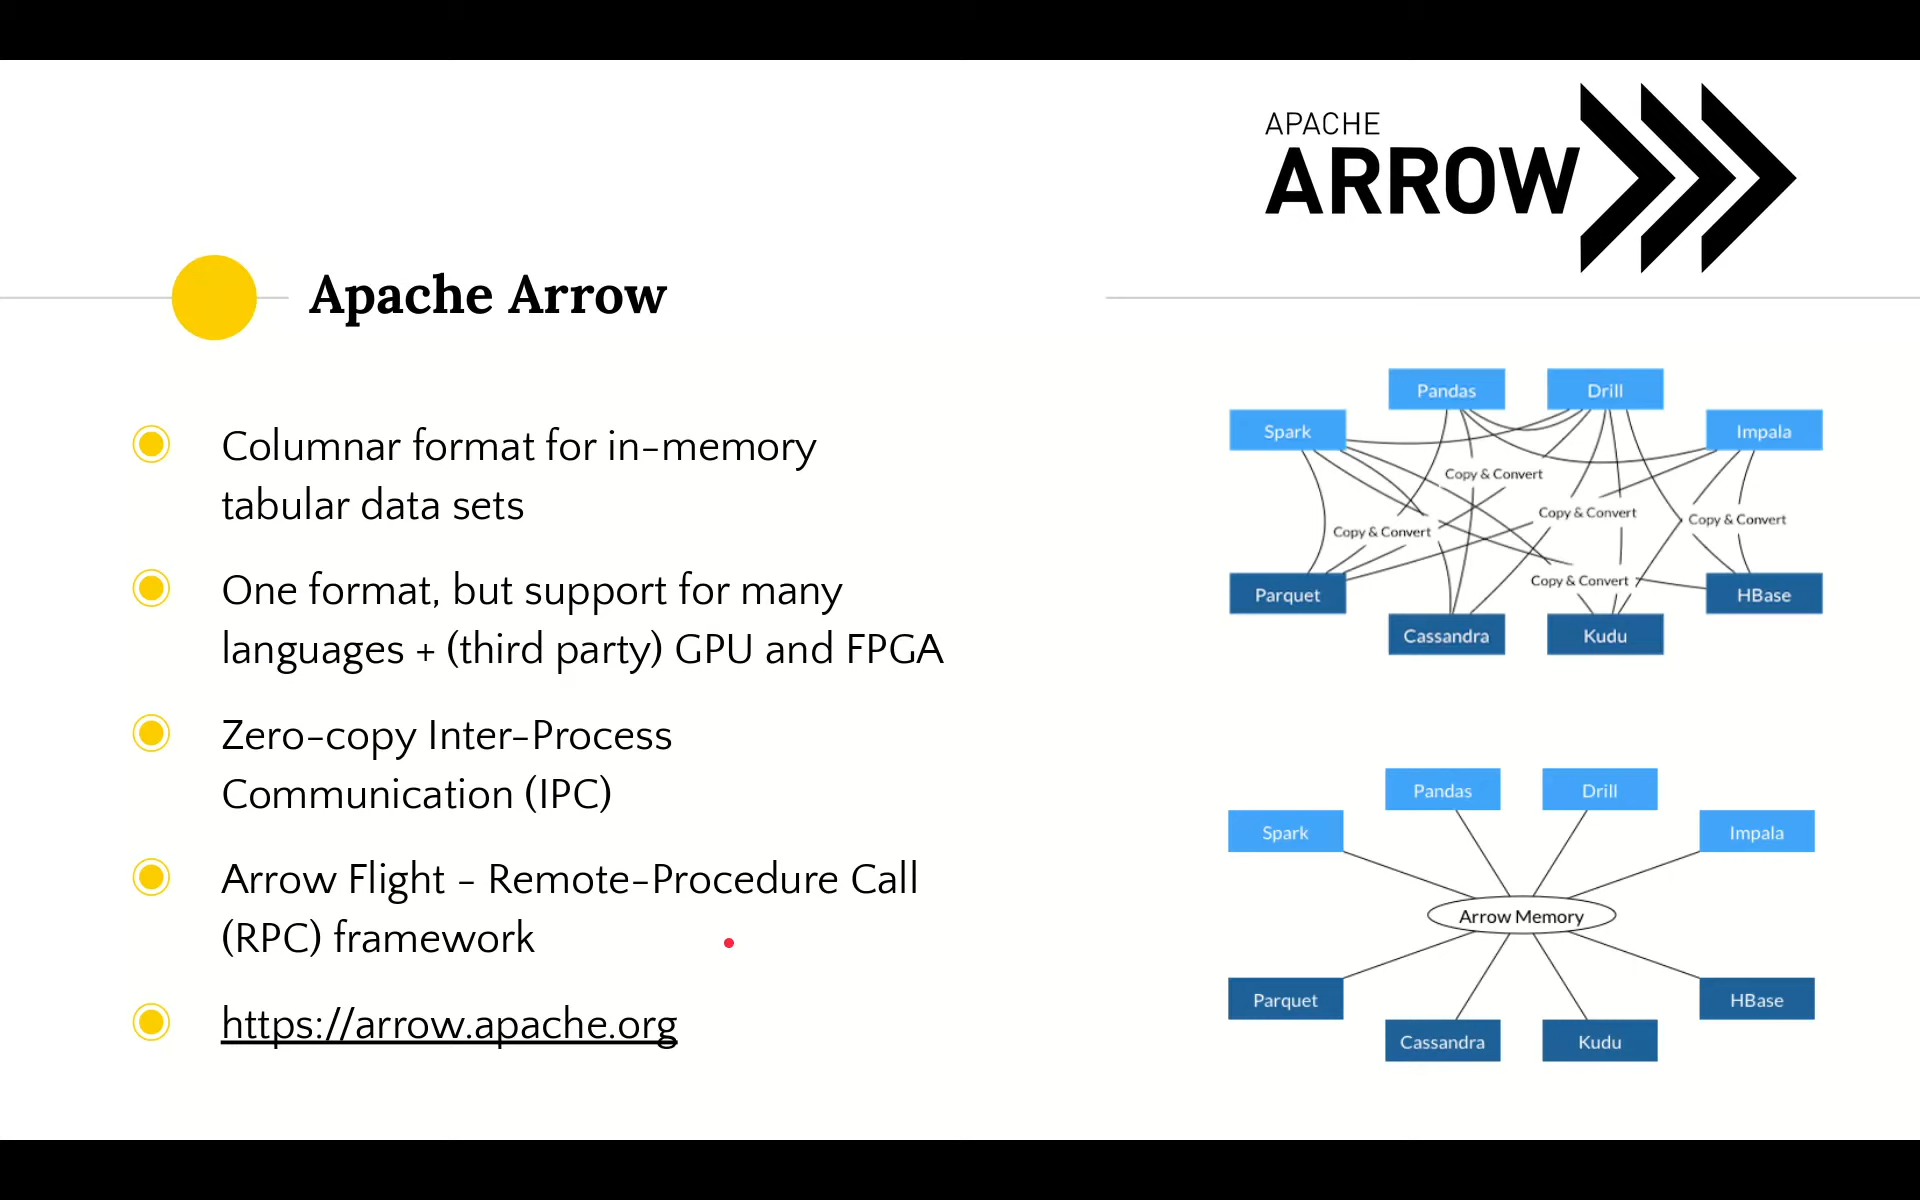 APACHE
ARROW
Apache Arrow
Columnar format for in-memory
tabular data sets
One format, but support for many
languages + (third party) GPU and FPGA
Zero-copy Inter-Process
Communication (IPC)
Arrow Flight - Remote-Procedure Call
(RPC) framework
https://arrow.apache.org
Pandas
Drill
Spark
Impala
Copy & Convert
Copy & Convert
Copy & Convert
Copy & Convert
Copy & Convert
Parquet
HBase
Cassandra
Kudu
Pandas
Drill
Spark
Impala
Arrow Memory
Parquet
HBase
Cassandra
Kudu